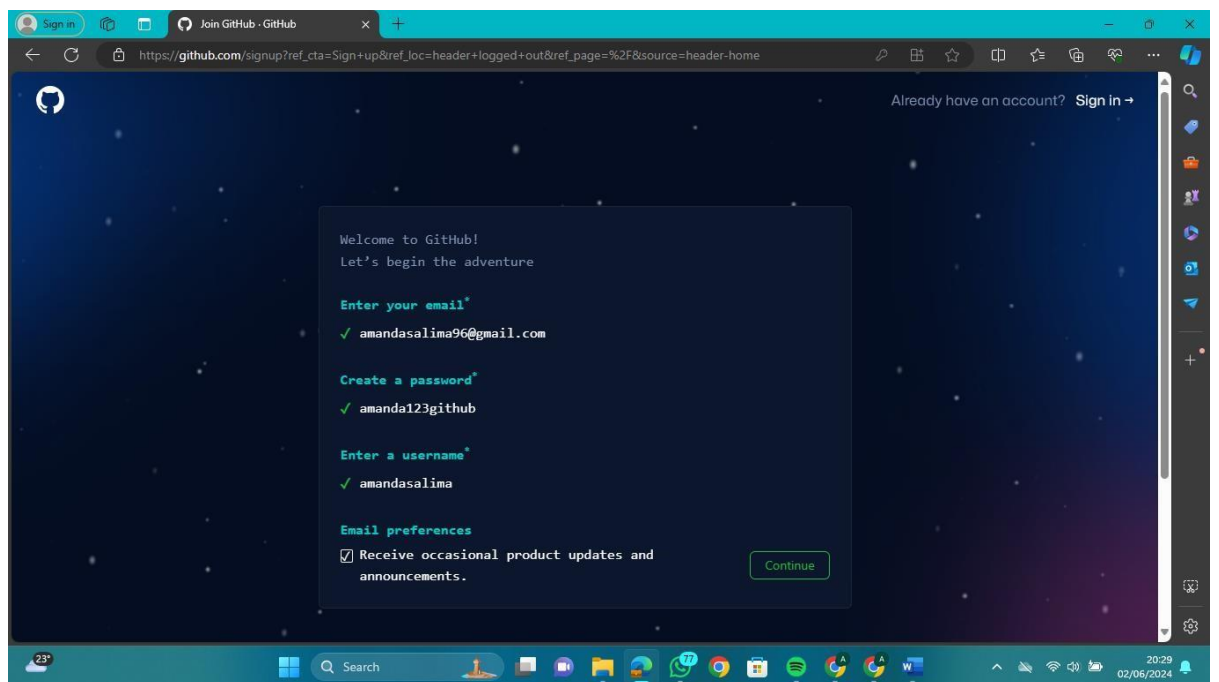 Sign in
Join GitHub · GitHub
https://github.com/signup?ref_cta=Sign+up&ref_loc=header+logged+out&ref_page=%2F&source=header-home
Already have an account? Sign in →
Welcome to GitHub!
Let’s begin the adventure
Enter your email*
✓ amandasalima96@gmail.com
Create a password*
✓ amanda123github
Enter a username*
✓ amandasalima
Email preferences
Receive occasional product updates and
announcements.
Continue
23°
Search
77
A
A
W
20:29
02/06/2024